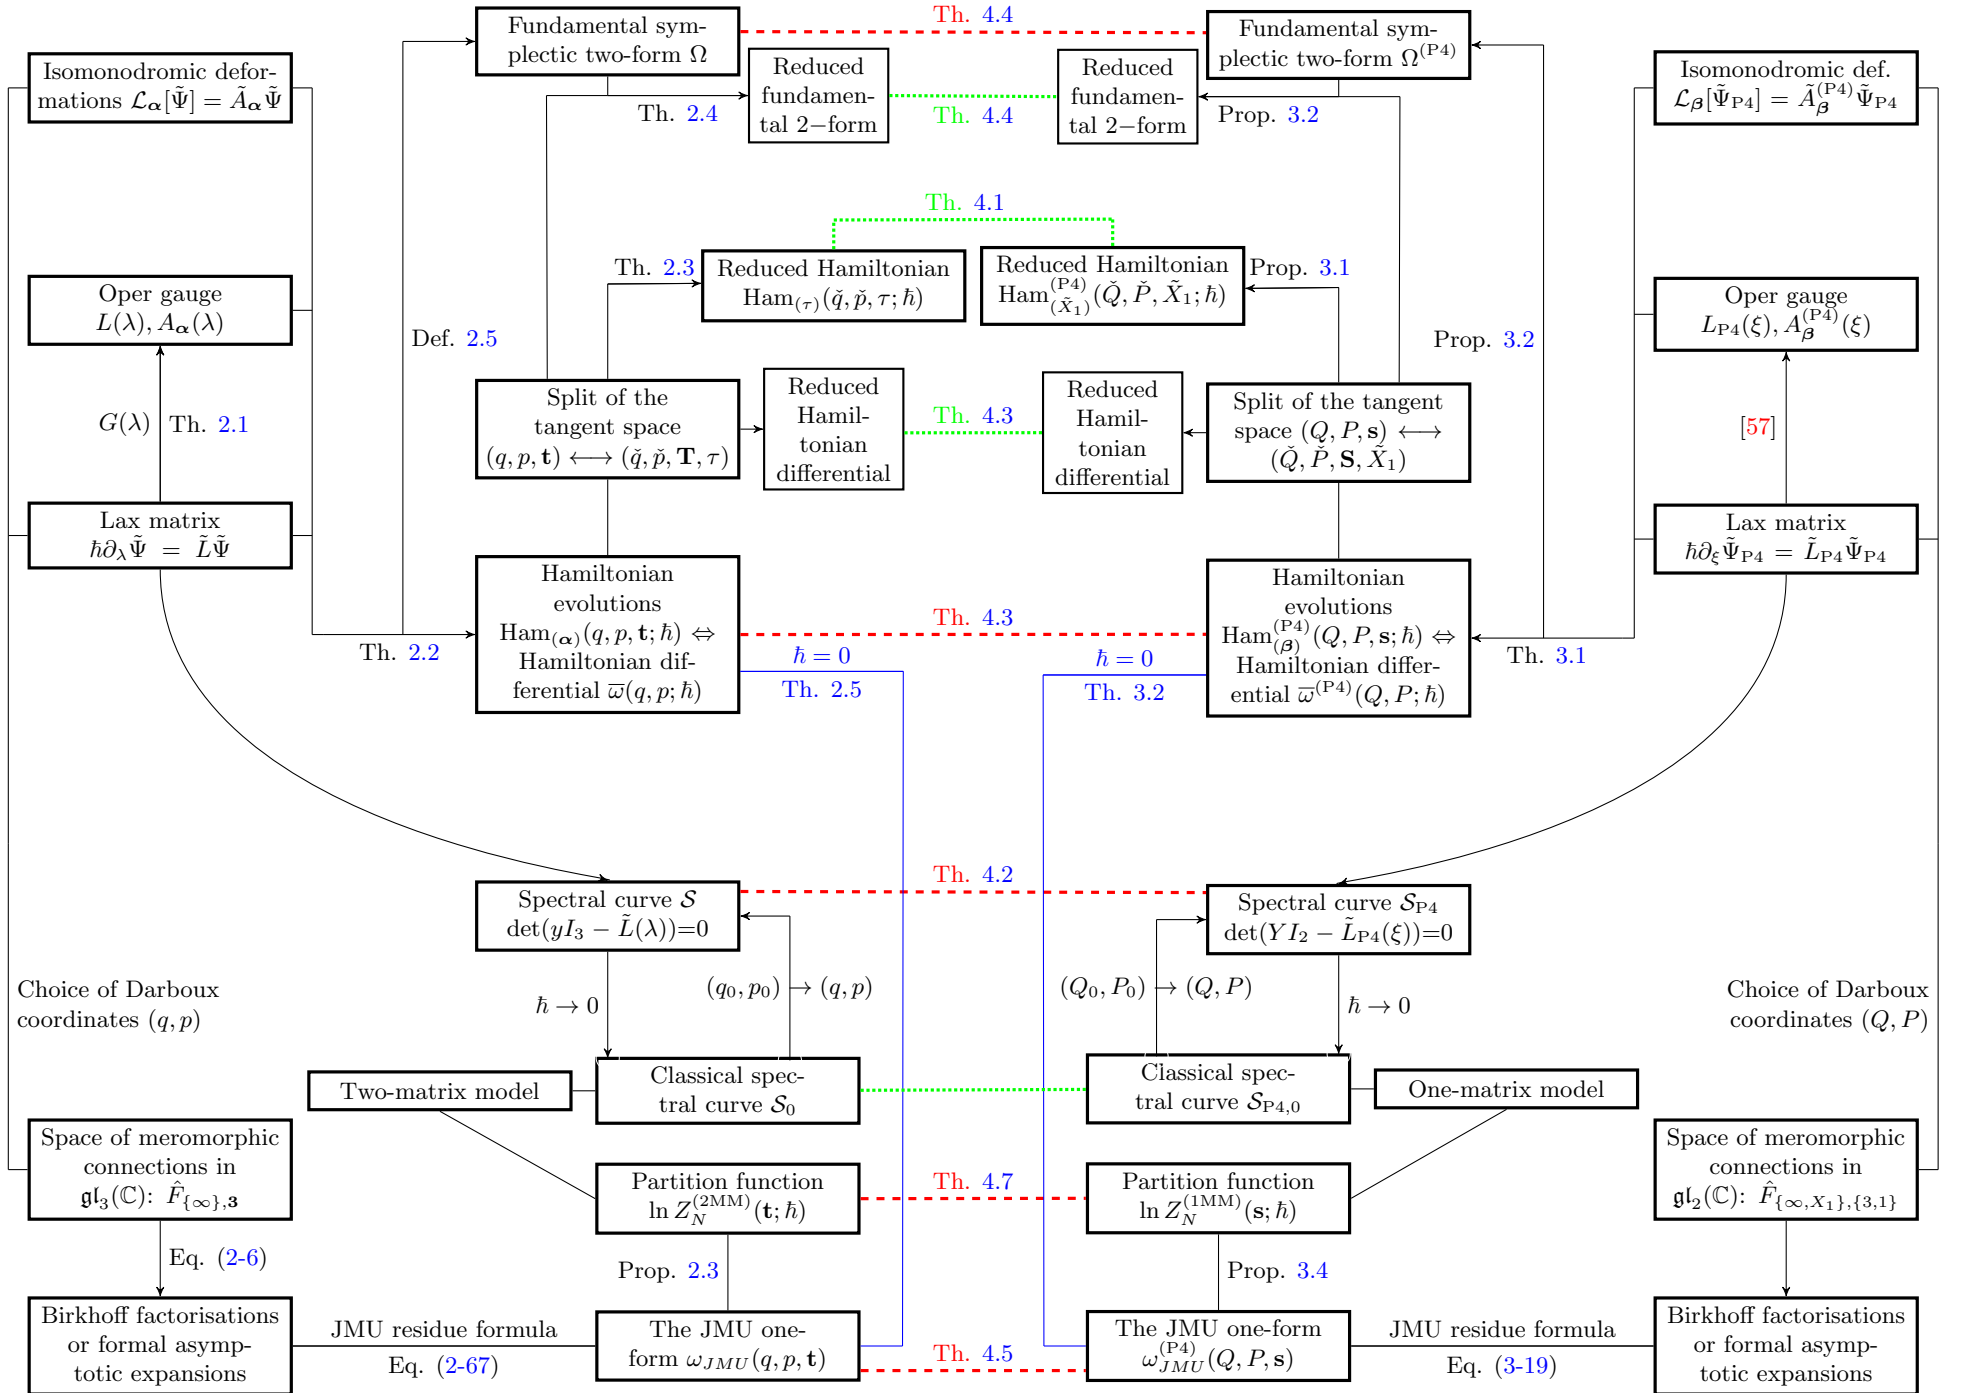 Th. 4.4
Fundamental sym-
plectic two-form Ω
Fundamental sym-
plectic two-form Ω^(P4)
Isomonodromic defor-
mations 𝓛_α[Ψ̃] = Ã_αΨ̃
Reduced
fundamen-
tal 2−form
Th. 4.4
Reduced
fundamen-
tal 2−form
Isomonodromic def.
𝓛_β[Ψ̃_P4] = Ã_β^(P4)Ψ̃_P4
Th. 2.4
Prop. 3.2
Th. 4.1
Th. 2.3
Reduced Hamiltonian
Ham_(τ)(q̌, p̌, τ; ħ)
Reduced Hamiltonian
Ham_(X̃_1)^(P4)(Q̌, P̌, X̃_1; ħ)
Prop. 3.1
Oper gauge
L(λ), A_α(λ)
Oper gauge
L_P4(ξ), A_β^(P4)(ξ)
Def. 2.5
Prop. 3.2
Split of the
tangent space
(q, p, t) ⟷ (q̌, p̌, T, τ)
Reduced
Hamil-
tonian
differential
Th. 4.3
Reduced
Hamil-
tonian
differential
Split of the tangent
space (Q, P, s) ⟷
(Q̌, P̌, S, X̃_1)
G(λ)
Th. 2.1
[57]
Lax matrix
ħ∂_λΨ̃ = L̃Ψ̃
Lax matrix
ħ∂_ξΨ̃_P4 = L̃_P4Ψ̃_P4
Hamiltonian
evolutions
Ham_(α)(q, p, t; ħ) ⇔
Hamiltonian dif-
ferential ω̄(q, p; ħ)
Th. 4.3
Hamiltonian
evolutions
Ham_(β)^(P4)(Q, P, s; ħ) ⇔
Hamiltonian differ-
ential ω̄^(P4)(Q, P; ħ)
Th. 2.2
Th. 3.1
ħ = 0
Th. 2.5
ħ = 0
Th. 3.2
Th. 4.2
Spectral curve 𝒮
det(yI_3 − L̃(λ))=0
Spectral curve 𝒮_P4
det(YI_2 − L̃_P4(ξ))=0
Choice of Darboux
coordinates (q, p)
ħ → 0
(q_0, p_0) → (q, p)
(Q_0, P_0) → (Q, P)
ħ → 0
Choice of Darboux
coordinates (Q, P)
Two-matrix model
Classical spec-
tral curve 𝒮_0
Classical spec-
tral curve 𝒮_P4,0
One-matrix model
Space of meromorphic
connections in
𝔤𝔩_3(ℂ): F̂_{∞},3
Partition function
ln Z_N^(2MM)(t; ħ)
Th. 4.7
Partition function
ln Z_N^(1MM)(s; ħ)
Space of meromorphic
connections in
𝔤𝔩_2(ℂ): F̂_{∞,X_1},{3,1}
Eq. (2-6)
Prop. 2.3
Prop. 3.4
Birkhoff factorisations
or formal asymp-
totic expansions
JMU residue formula
Eq. (2-67)
The JMU one-
form ω_JMU(q, p, t)
Th. 4.5
The JMU one-form
ω_JMU^(P4)(Q, P, s)
JMU residue formula
Eq. (3-19)
Birkhoff factorisations
or formal asymp-
totic expansions